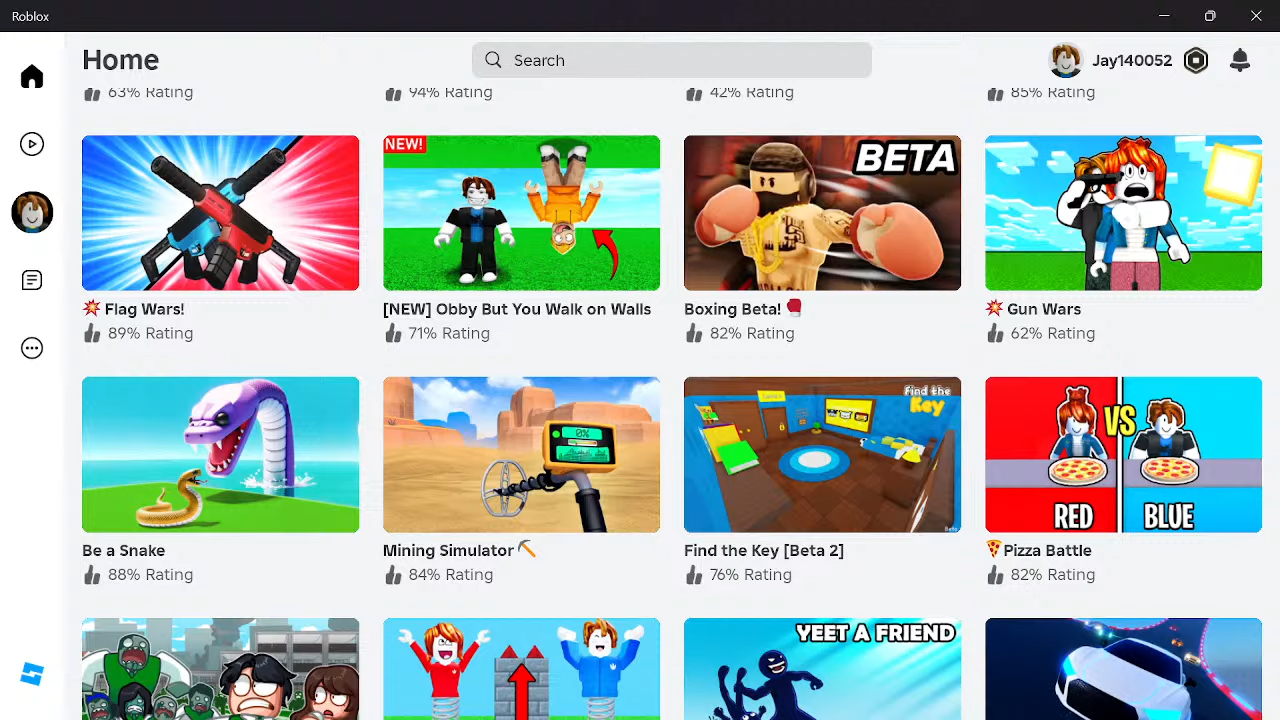 Roblox
Home
Search
Jay140052
63% Rating
94% Rating
42% Rating
85% Rating
NEW!
BETA
💥 Flag Wars!
[NEW] Obby But You Walk on Walls
Boxing Beta! 🥊
💥 Gun Wars
89% Rating
71% Rating
82% Rating
62% Rating
0%
Find the
Key
VS
RED
BLUE
Be a Snake
Mining Simulator ⛏️
Find the Key [Beta 2]
🍕Pizza Battle
88% Rating
84% Rating
76% Rating
82% Rating
YEET A FRIEND